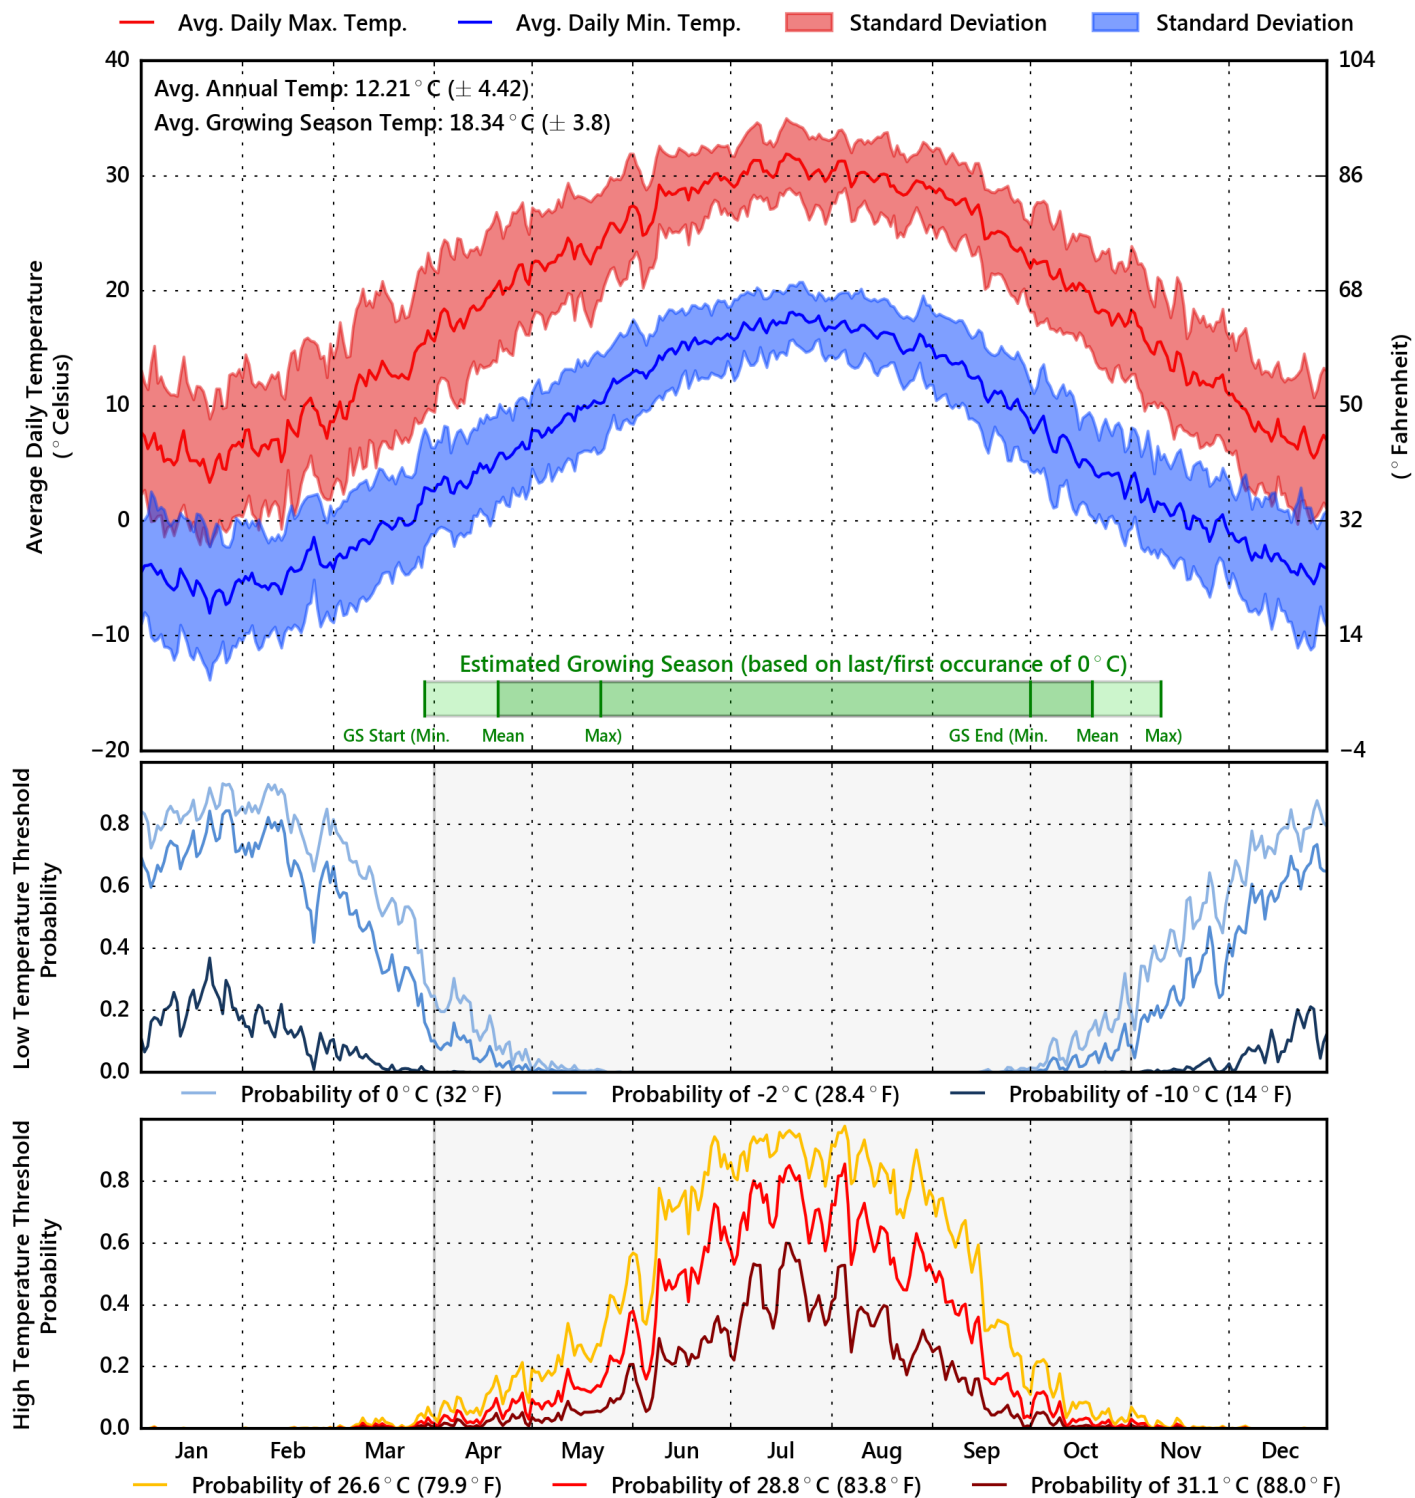 Avg. Daily Max. Temp. Avg. Daily Min. Temp. Standard Deviation Standard Deviation
40 104
Avg. Annual Temp: 12.21°C (± 4.42)
Avg. Growing Season Temp: 18.34°C (± 3.8)
30 86
20 68
10 50
0 32
−10 14
−20 −4
Average Daily Temperature
(°Celsius)
(°Fahrenheit)
Estimated Growing Season (based on last/first occurance of 0°C)
GS Start (Min. Mean Max) GS End (Min. Mean Max)
Low Temperature Threshold
Probability
0.8
0.6
0.4
0.2
0.0
Probability of 0°C (32°F) Probability of -2°C (28.4°F) Probability of -10°C (14°F)
High Temperature Threshold
Probability
0.8
0.6
0.4
0.2
0.0
Jan Feb Mar Apr May Jun Jul Aug Sep Oct Nov Dec
Probability of 26.6°C (79.9°F) Probability of 28.8°C (83.8°F) Probability of 31.1°C (88.0°F)